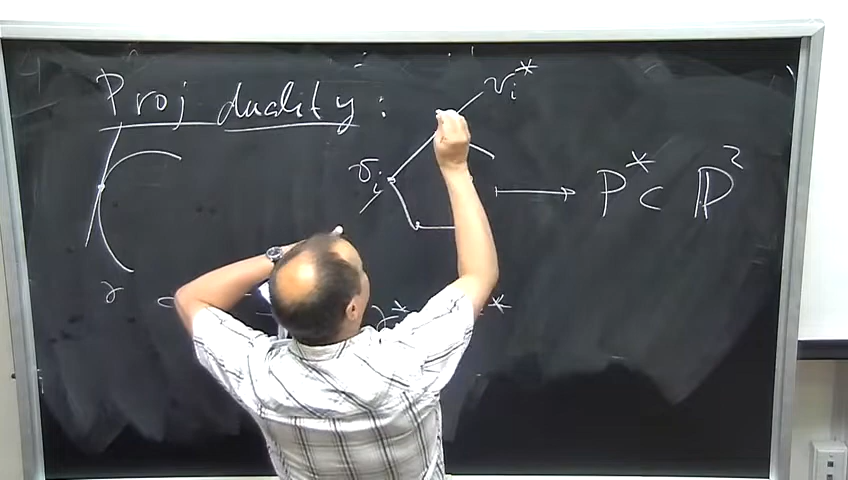 Proj duality:
v_i^*
v_i
P^* ⊂ ℙ^2
γ